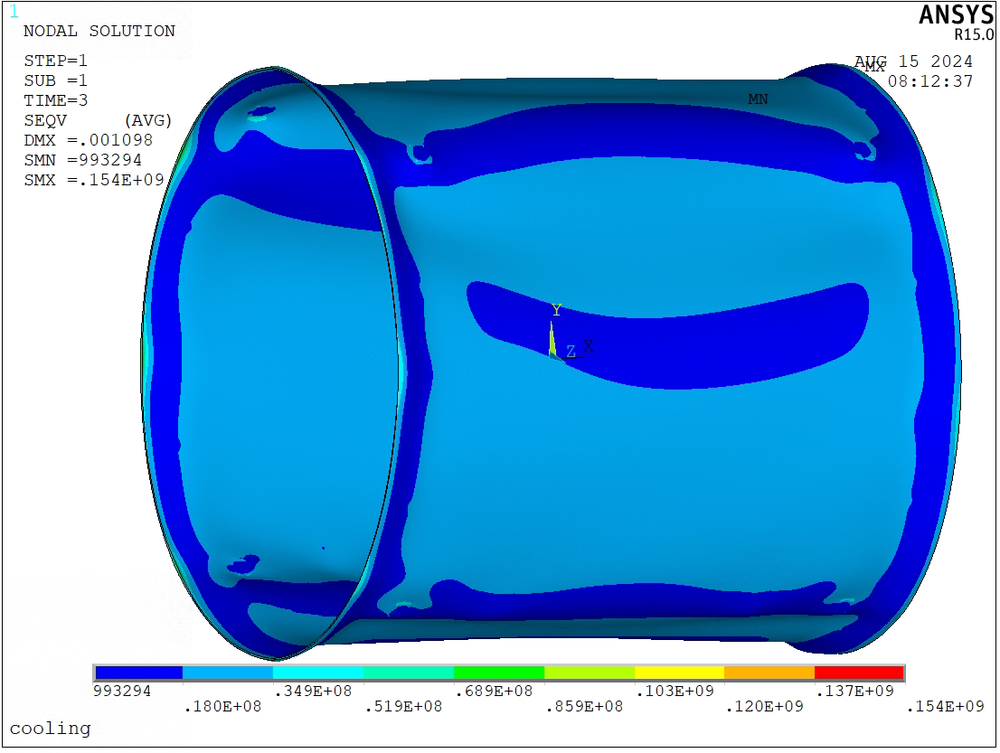 1
ANSYS
R15.0
NODAL SOLUTION
STEP=1
SUB =1
TIME=3
SEQV     (AVG)
DMX =.001098
SMN =993294
SMX =.154E+09
AUG 15 2024
08:12:37
MX
MN
Y
Z X
993294 .349E+08 .689E+08 .103E+09 .137E+09
.180E+08 .519E+08 .859E+08 .120E+09 .154E+09
cooling